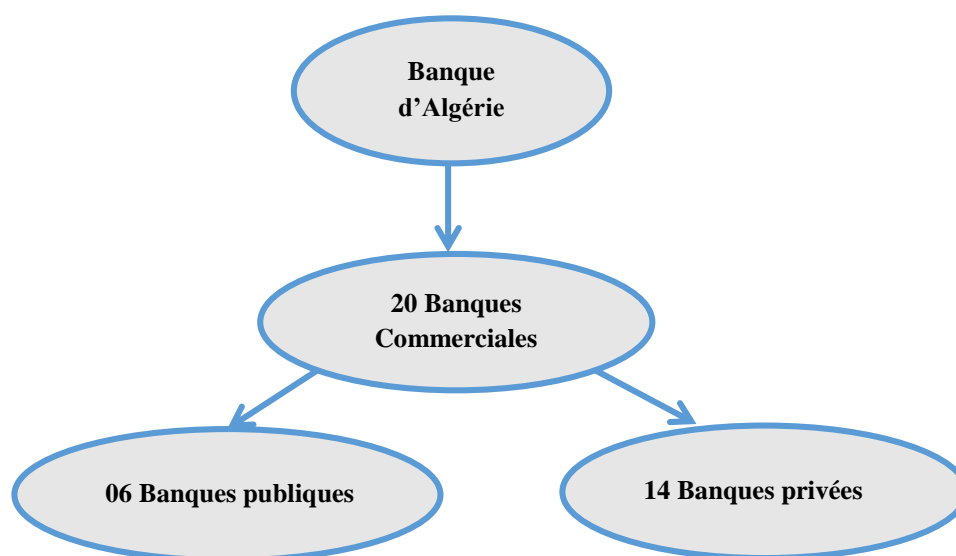 Banque
d’Algérie
20 Banques
Commerciales
06 Banques publiques
14 Banques privées